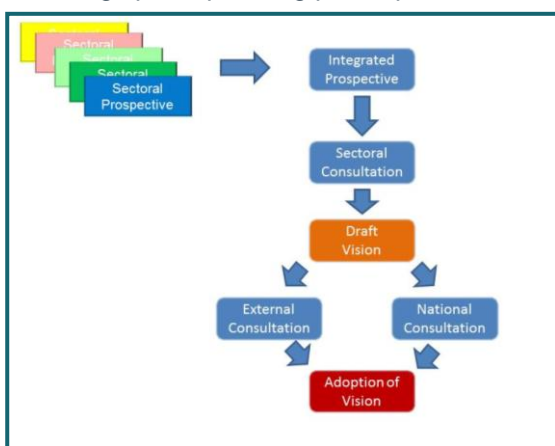 Sectoral
Sectoral
Sectoral
Sectoral
Prospective
Integrated
Prospective
Sectoral
Consultation
Draft
Vision
External
Consultation
National
Consultation
Adoption of
Vision